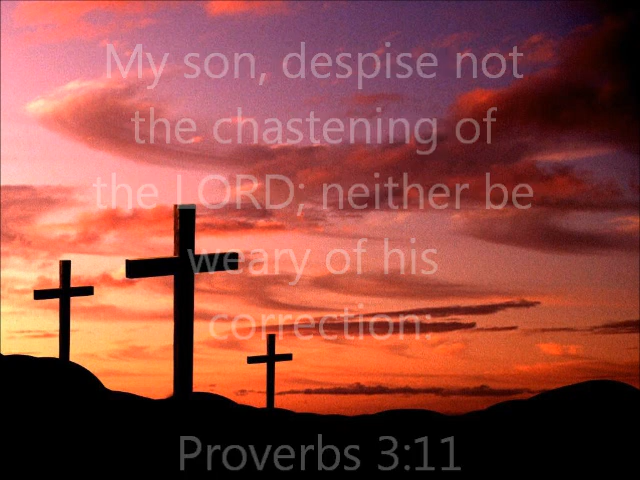 My son, despise not
the chastening of
the LORD; neither be
weary of his
correction:
Proverbs 3:11